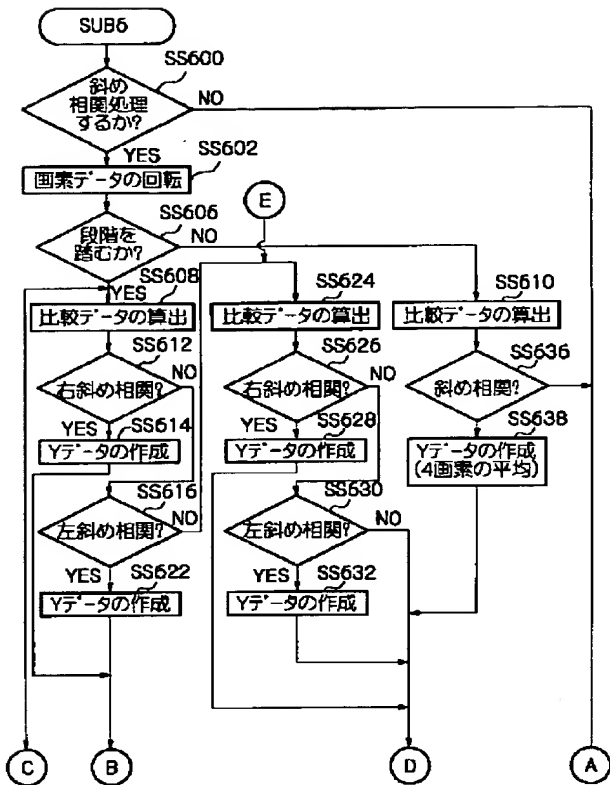 SUB6
SS600
斜め
相関処理
するか?
NO
YES
SS602
画素データの回転
E
SS606
段階を
踏むか?
NO
YES
SS608
比較データの算出
SS624
比較データの算出
SS610
比較データの算出
SS612
右斜め相関?
NO
SS626
右斜め相関?
NO
SS636
斜め相関?
YES
SS614
Yデータの作成
YES
SS628
Yデータの作成
SS638
Yデータの作成
(4画素の平均)
SS616
左斜め相関?
NO
SS630
左斜め相関?
NO
YES
SS622
Yデータの作成
YES
SS632
Yデータの作成
C
B
D
A